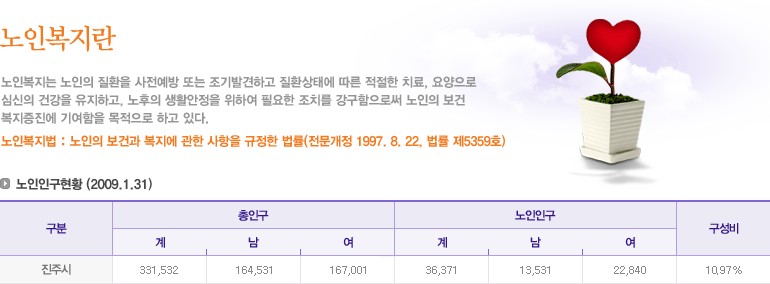 노인복지란
노인복지는 노인의 질환을 사전예방 또는 조기발견하고 질환상태에 따른 적절한 치료, 요양으로
심신의 건강을 유지하고, 노후의 생활안정을 위하여 필요한 조치를 강구함으로써 노인의 보건
복지증진에 기여함을 목적으로 하고 있다.
노인복지법 : 노인의 보건과 복지에 관한 사항을 규정한 법률(전문개정 1997. 8. 22, 법률 제5359호)
노인인구현황 (2009.1.31)
구분 총인구 노인인구 구성비
계 남 여 계 남 여
진주시 331,532 164,531 167,001 36,371 13,531 22,840 10,97%